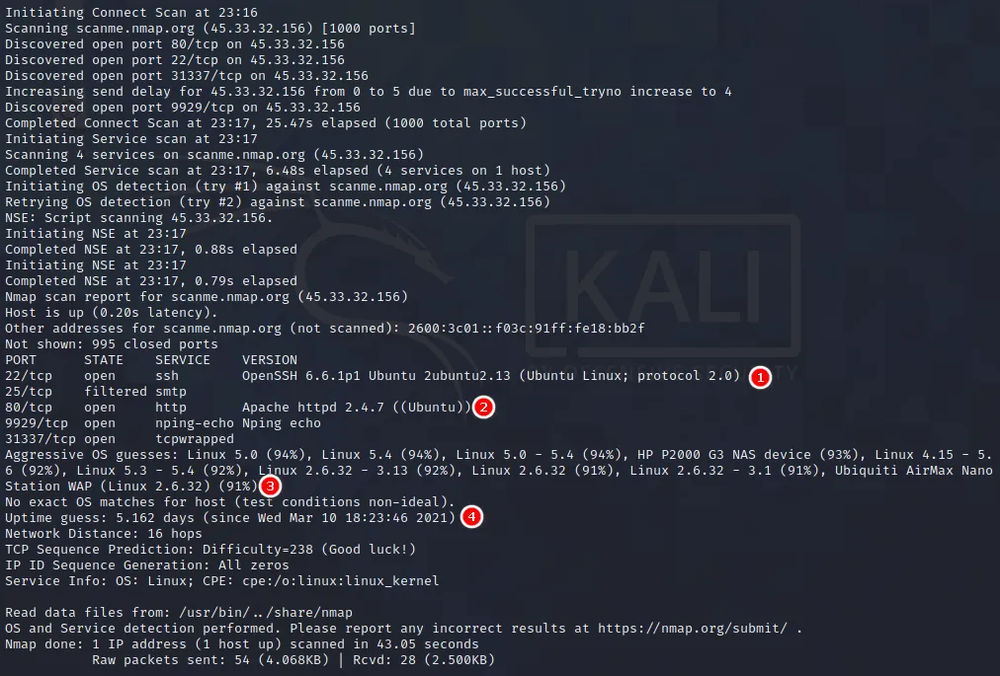 Initiating Connect Scan at 23:16
Scanning scanme.nmap.org (45.33.32.156) [1000 ports]
Discovered open port 80/tcp on 45.33.32.156
Discovered open port 22/tcp on 45.33.32.156
Discovered open port 31337/tcp on 45.33.32.156
Increasing send delay for 45.33.32.156 from 0 to 5 due to max_successful_tryno increase to 4
Discovered open port 9929/tcp on 45.33.32.156
Completed Connect Scan at 23:17, 25.47s elapsed (1000 total ports)
Initiating Service scan at 23:17
Scanning 4 services on scanme.nmap.org (45.33.32.156)
Completed Service scan at 23:17, 6.48s elapsed (4 services on 1 host)
Initiating OS detection (try #1) against scanme.nmap.org (45.33.32.156)
Retrying OS detection (try #2) against scanme.nmap.org (45.33.32.156)
NSE: Script scanning 45.33.32.156.
Initiating NSE at 23:17
Completed NSE at 23:17, 0.88s elapsed
Initiating NSE at 23:17
Completed NSE at 23:17, 0.79s elapsed
Nmap scan report for scanme.nmap.org (45.33.32.156)
Host is up (0.20s latency).
Other addresses for scanme.nmap.org (not scanned): 2600:3c01::f03c:91ff:fe18:bb2f
Not shown: 995 closed ports
PORT      STATE    SERVICE    VERSION
22/tcp    open     ssh        OpenSSH 6.6.1p1 Ubuntu 2ubuntu2.13 (Ubuntu Linux; protocol 2.0) 1
25/tcp    filtered smtp
80/tcp    open     http       Apache httpd 2.4.7 ((Ubuntu)) 2
9929/tcp  open     nping-echo Nping echo
31337/tcp open     tcpwrapped
Aggressive OS guesses: Linux 5.0 (94%), Linux 5.4 (94%), Linux 5.0 - 5.4 (94%), HP P2000 G3 NAS device (93%), Linux 4.15 - 5.
6 (92%), Linux 5.3 - 5.4 (92%), Linux 2.6.32 - 3.13 (92%), Linux 2.6.32 (91%), Linux 2.6.32 - 3.1 (91%), Ubiquiti AirMax Nano
Station WAP (Linux 2.6.32) (91%) 3
No exact OS matches for host (test conditions non-ideal).
Uptime guess: 5.162 days (since Wed Mar 10 18:23:46 2021) 4
Network Distance: 16 hops
TCP Sequence Prediction: Difficulty=238 (Good luck!)
IP ID Sequence Generation: All zeros
Service Info: OS: Linux; CPE: cpe:/o:linux:linux_kernel
Read data files from: /usr/bin/../share/nmap
OS and Service detection performed. Please report any incorrect results at https://nmap.org/submit/ .
Nmap done: 1 IP address (1 host up) scanned in 43.05 seconds
Raw packets sent: 54 (4.068KB) | Rcvd: 28 (2.500KB)
KALI